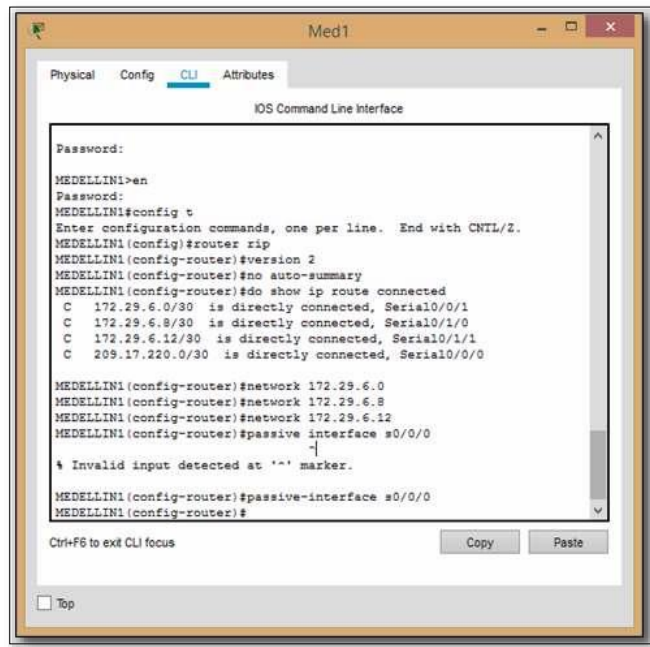 Med1
Physical Config CLI Attributes
IOS Command Line Interface
Password:
MEDELLIN1>en
Password:
MEDELLIN1#config t
Enter configuration commands, one per line. End with CNTL/Z.
MEDELLIN1(config)#router rip
MEDELLIN1(config-router)#version 2
MEDELLIN1(config-router)#no auto-summary
MEDELLIN1(config-router)#do show ip route connected
C 172.29.6.0/30 is directly connected, Serial0/0/1
C 172.29.6.8/30 is directly connected, Serial0/1/0
C 172.29.6.12/30 is directly connected, Serial0/1/1
C 209.17.220.0/30 is directly connected, Serial0/0/0
MEDELLIN1(config-router)#network 172.29.6.0
MEDELLIN1(config-router)#network 172.29.6.8
MEDELLIN1(config-router)#network 172.29.6.12
MEDELLIN1(config-router)#passive interface s0/0/0
^
% Invalid input detected at '^' marker.
MEDELLIN1(config-router)#passive-interface s0/0/0
MEDELLIN1(config-router)#
Ctrl+F6 to exit CLI focus
Copy Paste
Top